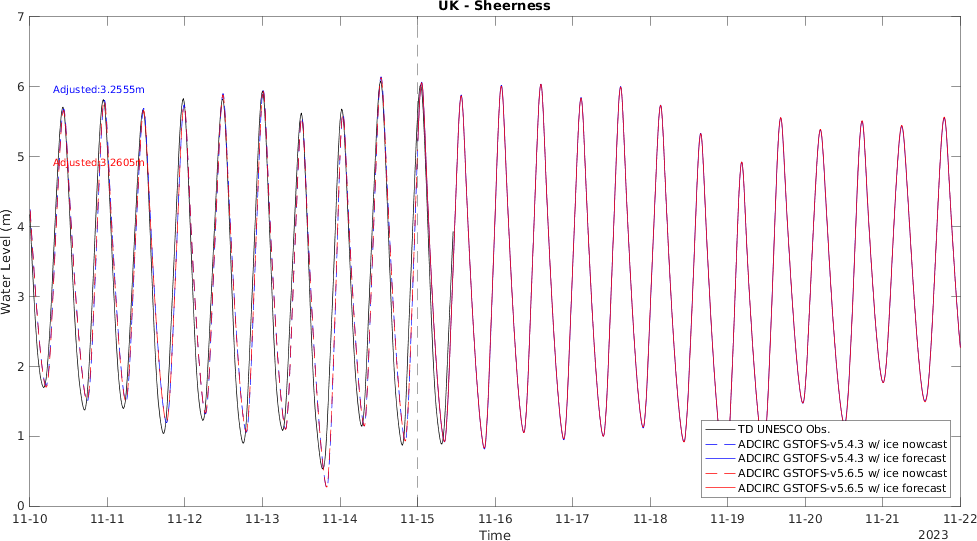 UK - Sheerness
7
6
5
4
3
2
1
0
Water Level (m)
Adjusted:3.2555m
Adjusted:3.2605m
TD UNESCO Obs.
ADCIRC GSTOFS-v5.4.3 w/ ice nowcast
ADCIRC GSTOFS-v5.4.3 w/ ice forecast
ADCIRC GSTOFS-v5.6.5 w/ ice nowcast
ADCIRC GSTOFS-v5.6.5 w/ ice forecast
11-10 11-11 11-12 11-13 11-14 11-15 11-16 11-17 11-18 11-19 11-20 11-21 11-22
Time
2023